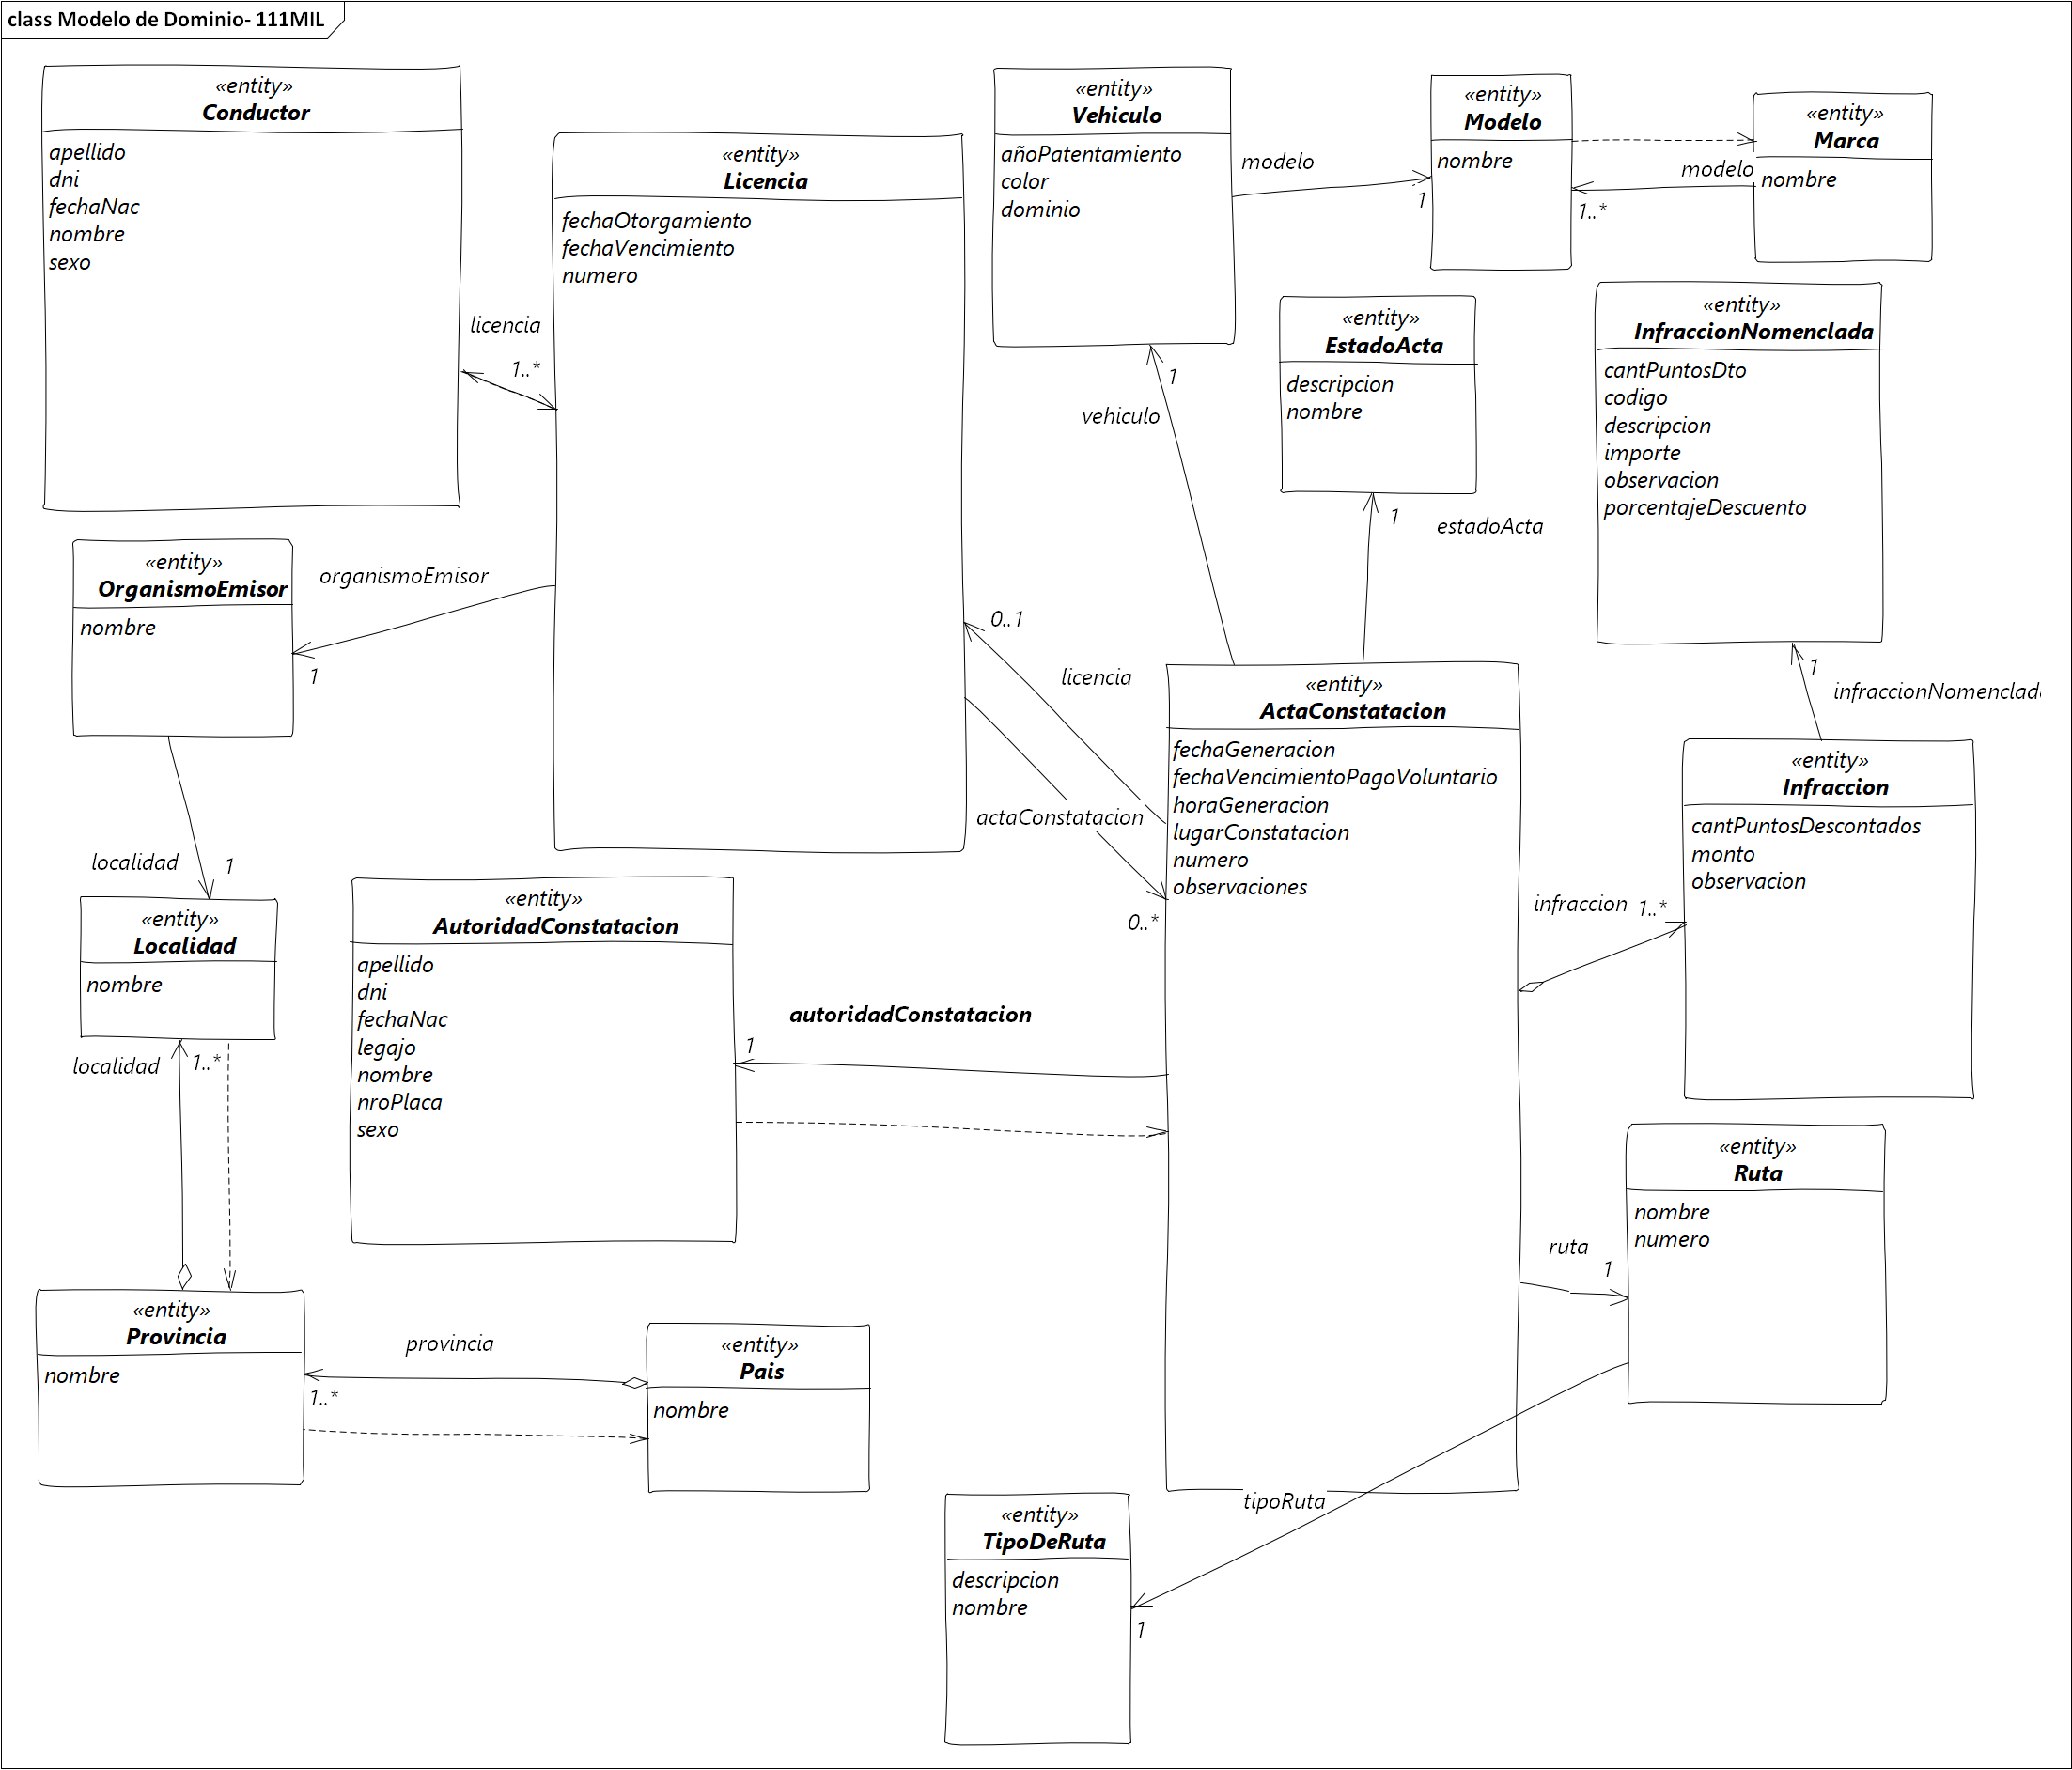 class Modelo de Dominio- 111MIL
«entity»
Conductor
apellido
dni
fechaNac
nombre
sexo
«entity»
Licencia
fechaOtorgamiento
fechaVencimiento
numero
«entity»
Vehiculo
añoPatentamiento
color
dominio
modelo
1
«entity»
Modelo
nombre
«entity»
Marca
nombre
modelo
1..*
licencia
1..*
«entity»
EstadoActa
descripcion
nombre
«entity»
InfraccionNomenclada
cantPuntosDto
codigo
descripcion
importe
observacion
porcentajeDescuento
1
vehiculo
1
estadoActa
«entity»
OrganismoEmisor
nombre
organismoEmisor
1
0..1
licencia
actaConstatacion
0..*
«entity»
ActaConstatacion
fechaGeneracion
fechaVencimientoPagoVoluntario
horaGeneracion
lugarConstatacion
numero
observaciones
1
infraccionNomenclad
«entity»
Infraccion
cantPuntosDescontados
monto
observacion
infraccion
1..*
localidad
1
«entity»
Localidad
nombre
localidad
1..*
«entity»
AutoridadConstatacion
apellido
dni
fechaNac
legajo
nombre
nroPlaca
sexo
autoridadConstatacion
1
«entity»
Ruta
nombre
numero
ruta
1
«entity»
Provincia
nombre
provincia
1..*
«entity»
Pais
nombre
tipoRuta
1
«entity»
TipoDeRuta
descripcion
nombre